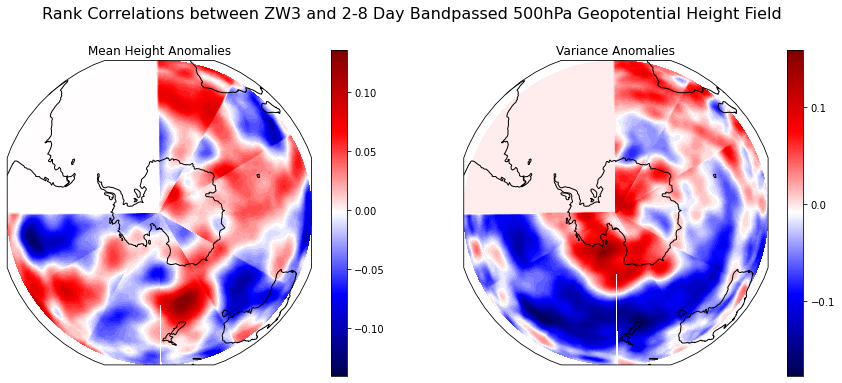 Rank Correlations between ZW3 and 2-8 Day Bandpassed 500hPa Geopotential Height Field
Mean Height Anomalies
0.10
0.05
0.00
−0.05
−0.10
Variance Anomalies
0.1
0.0
−0.1